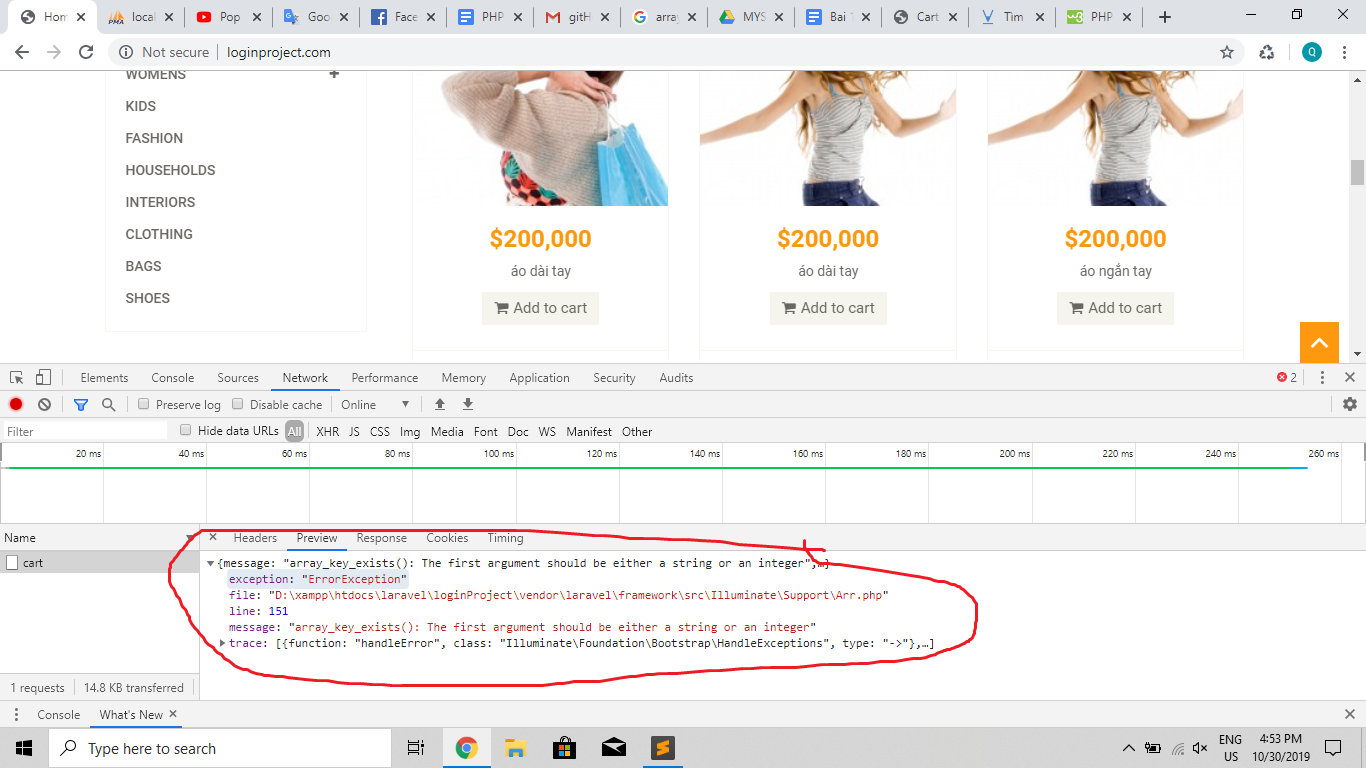 Hom
local
Pop
Goo
Face
PHP
gitH
array
MYS
Bai
Cart
Tim
PHP
Not secure
loginproject.com
Q
WOMENS
KIDS
FASHION
HOUSEHOLDS
INTERIORS
CLOTHING
BAGS
SHOES
$200,000 $200,000 $200,000
áo dài tay áo dài tay áo ngắn tay
Add to cart Add to cart Add to cart
Elements Console Sources Network Performance Memory Application Security Audits 2
Preserve log Disable cache Online
Filter Hide data URLs All XHR JS CSS Img Media Font Doc WS Manifest Other
20 ms 40 ms 60 ms 80 ms 100 ms 120 ms 140 ms 160 ms 180 ms 200 ms 220 ms 240 ms 260 ms
Name × Headers Preview Response Cookies Timing
cart
{message: "array_key_exists(): The first argument should be either a string or an integer",…}
exception: "ErrorException"
file: "D:\xampp\htdocs\laravel\loginProject\vendor\laravel\framework\src\Illuminate\Support\Arr.php"
line: 151
message: "array_key_exists(): The first argument should be either a string or an integer"
trace: [{function: "handleError", class: "Illuminate\Foundation\Bootstrap\HandleExceptions", type: "->"},…]
1 requests 14.8 KB transferred
Console What's New ×
Type here to search
ENG
US
4:53 PM
10/30/2019